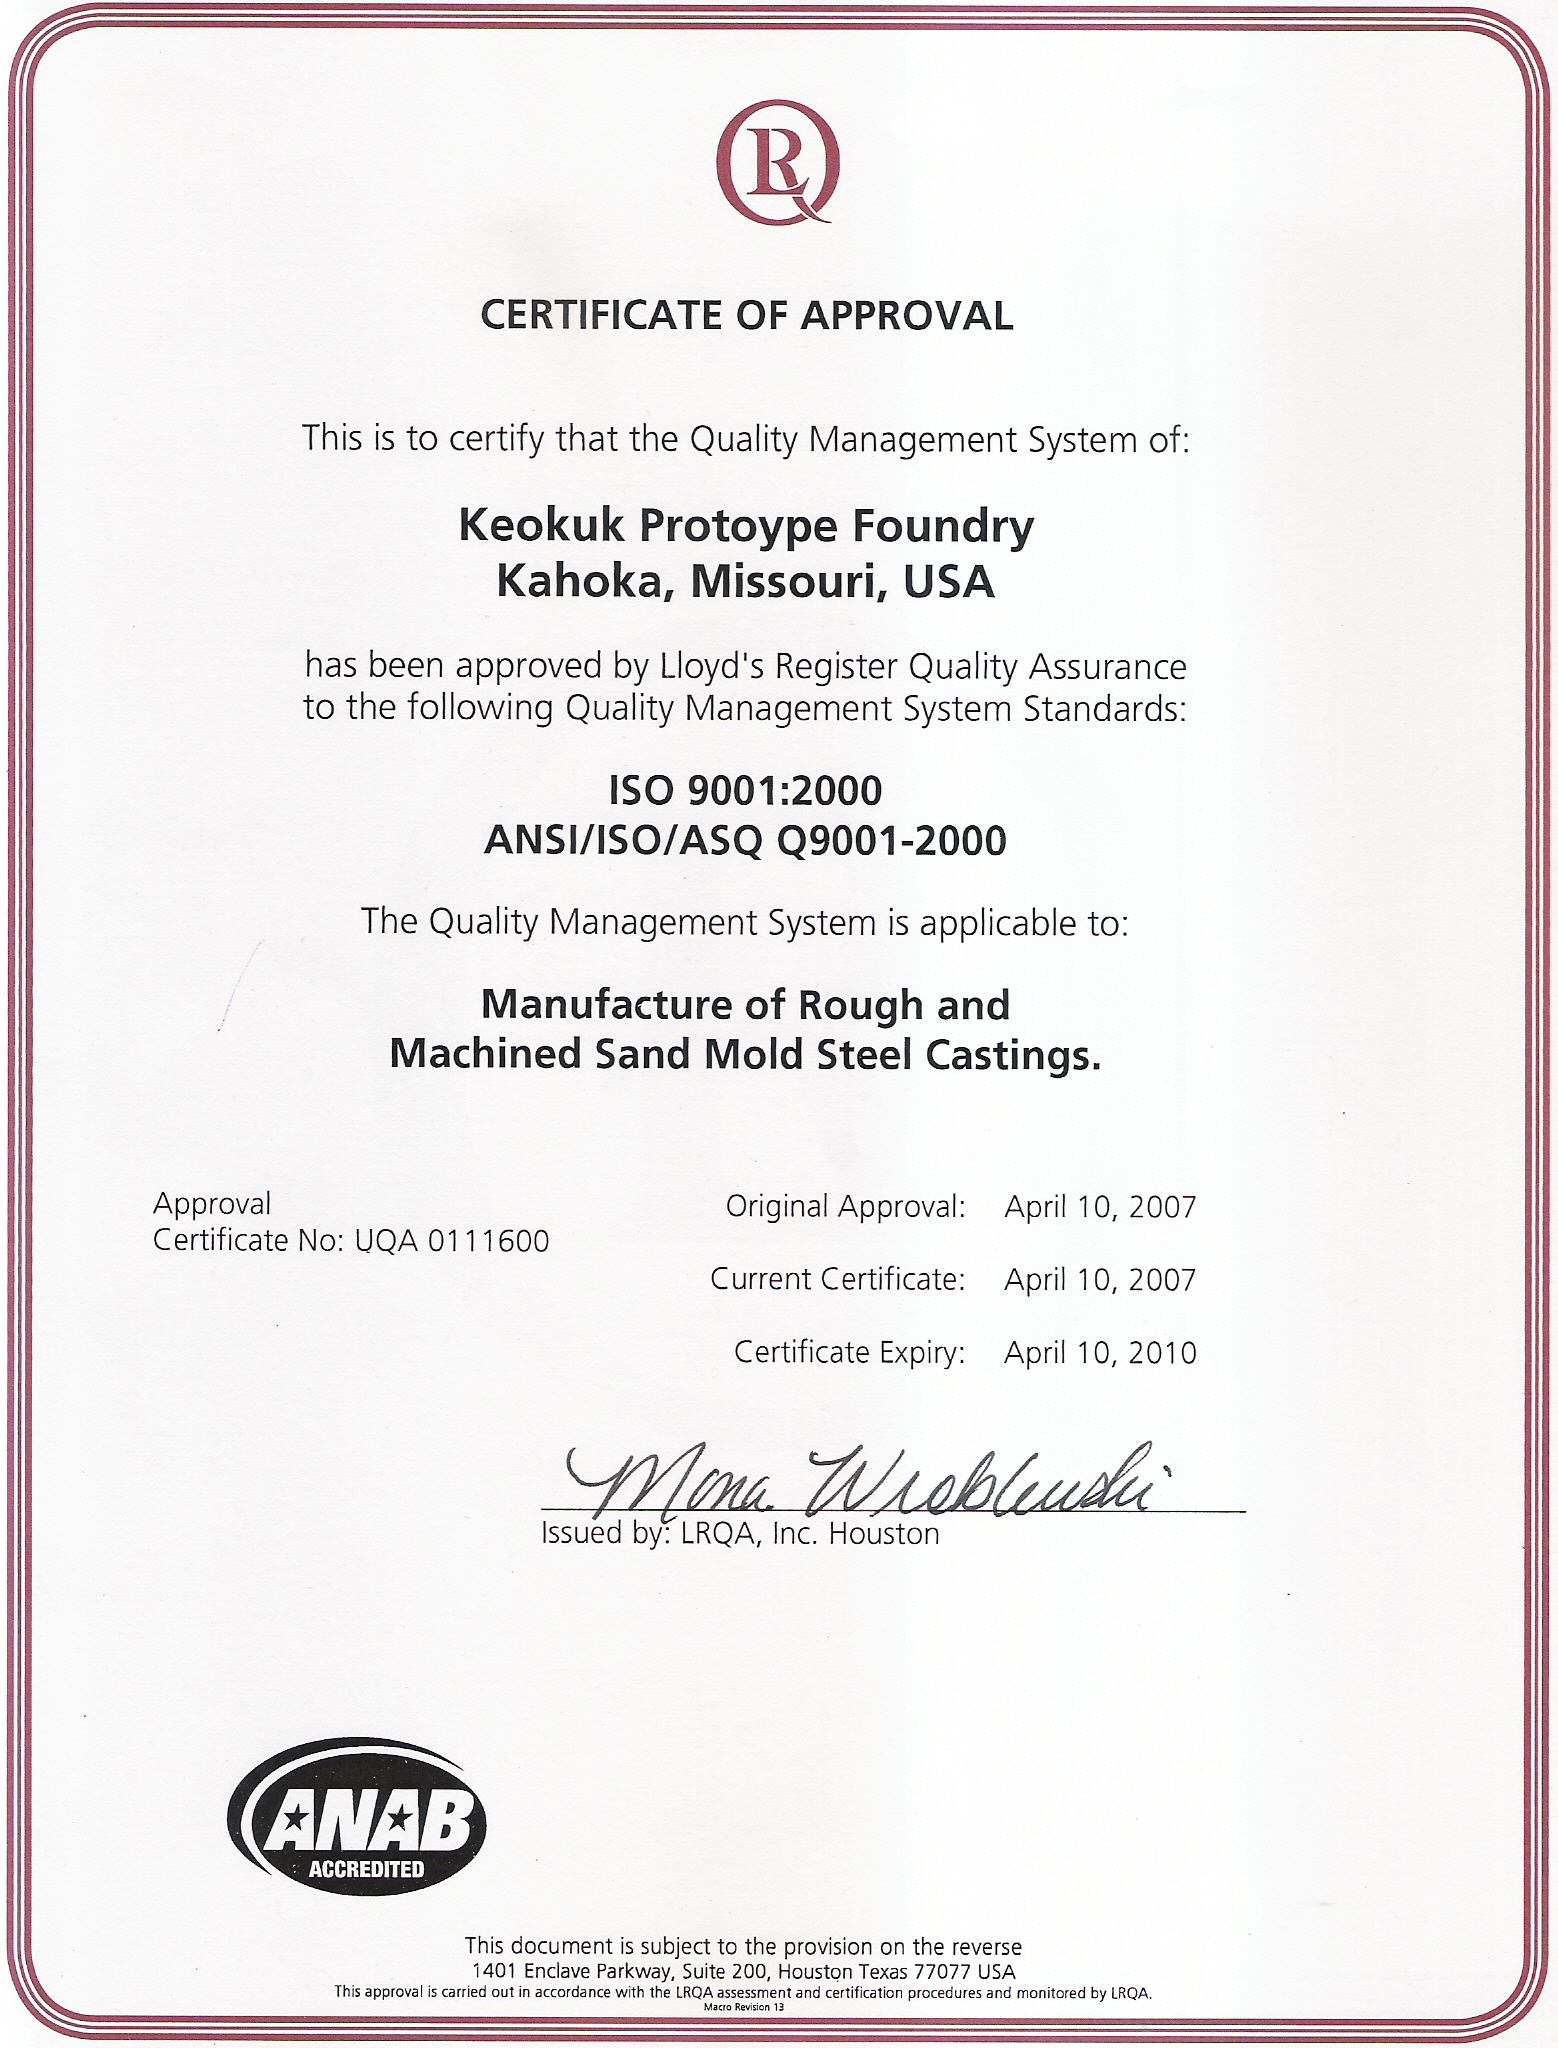 LRQ
CERTIFICATE OF APPROVAL
This is to certify that the Quality Management System of:
Keokuk Protoype Foundry
Kahoka, Missouri, USA
has been approved by Lloyd's Register Quality Assurance
to the following Quality Management System Standards:
ISO 9001:2000
ANSI/ISO/ASQ Q9001-2000
The Quality Management System is applicable to:
Manufacture of Rough and
Machined Sand Mold Steel Castings.
Approval
Certificate No: UQA 0111600
Original Approval: April 10, 2007
Current Certificate: April 10, 2007
Certificate Expiry: April 10, 2010
Mona Wroblewski
Issued by: LRQA, Inc. Houston
ANAB
ACCREDITED
This document is subject to the provision on the reverse
1401 Enclave Parkway, Suite 200, Houston Texas 77077 USA
This approval is carried out in accordance with the LRQA assessment and certification procedures and monitored by LRQA.
Macro Revision 13